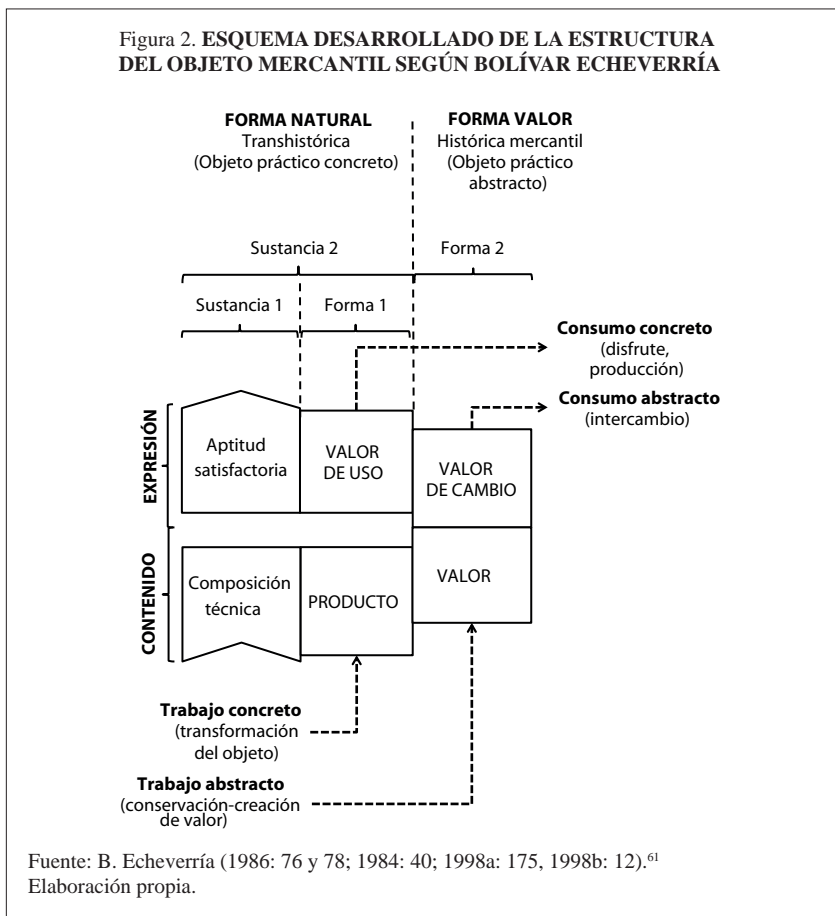 Figura 2. ESQUEMA DESARROLLADO DE LA ESTRUCTURA
DEL OBJETO MERCANTIL SEGÚN BOLÍVAR ECHEVERRÍA
FORMA NATURAL
Transhistórica
(Objeto práctico concreto)
FORMA VALOR
Histórica mercantil
(Objeto práctico
abstracto)
Sustancia 2
Forma 2
Sustancia 1
Forma 1
Consumo concreto
(disfrute,
producción)
Consumo abstracto
(intercambio)
EXPRESIÓN
Aptitud
satisfactoria
VALOR
DE USO
VALOR
DE CAMBIO
CONTENIDO
Composición
técnica
PRODUCTO
VALOR
Trabajo concreto
(transformación
del objeto)
Trabajo abstracto
(conservación-creación
de valor)
Fuente: B. Echeverría (1986: 76 y 78; 1984: 40; 1998a: 175, 1998b: 12).61
Elaboración propia.